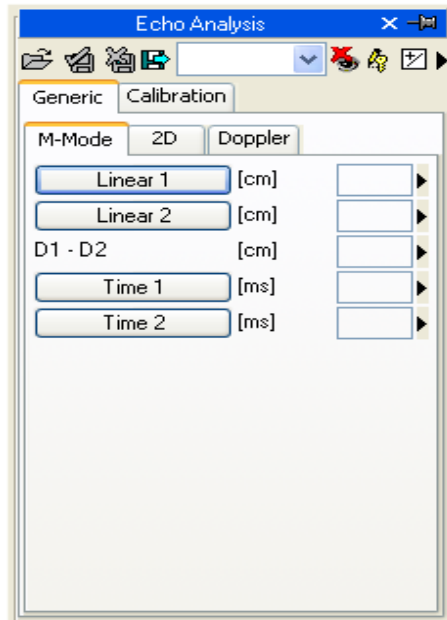 Echo Analysis
Generic Calibration
M-Mode 2D Doppler
Linear 1 [cm]
Linear 2 [cm]
D1 - D2 [cm]
Time 1 [ms]
Time 2 [ms]